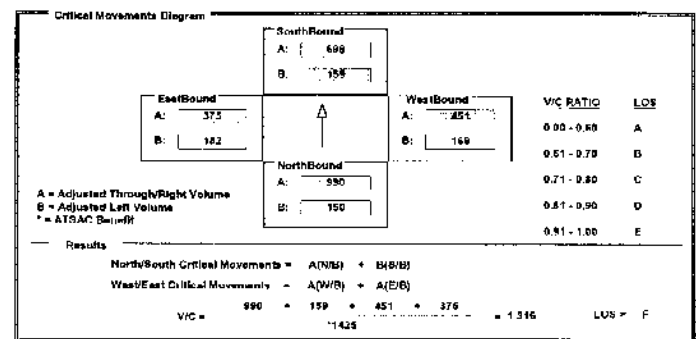 Critical Movements Diagram
SouthBound
A: 698
B: 159
EastBound
A: 375
B: 182
WestBound
A: 451
B: 169
NorthBound
A: 990
B: 150
V/C RATIO LOS
0.00 - 0.60 A
0.61 - 0.70 B
0.71 - 0.80 C
0.81 - 0.90 D
0.91 - 1.00 E
A = Adjusted Through/Right Volume
B = Adjusted Left Volume
* = ATSAC Benefit
Results
North/South Critical Movements = A(N/B) + B(S/B)
West/East Critical Movements = A(W/B) + A(E/B)
V/C = 990 + 159 + 451 + 376 = 1.316 LOS = F
*1425